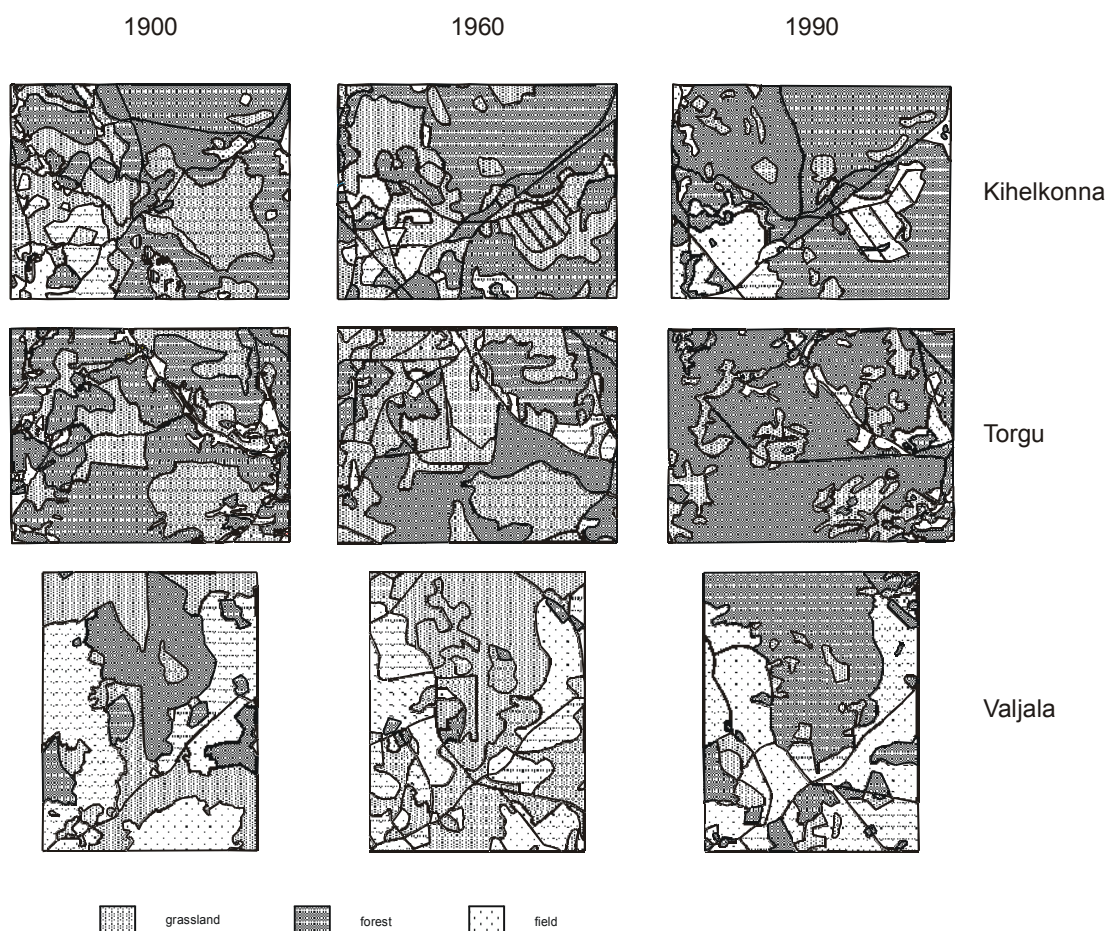 1900 1960 1990
Kihelkonna
Torgu
Valjala
grassland forest field